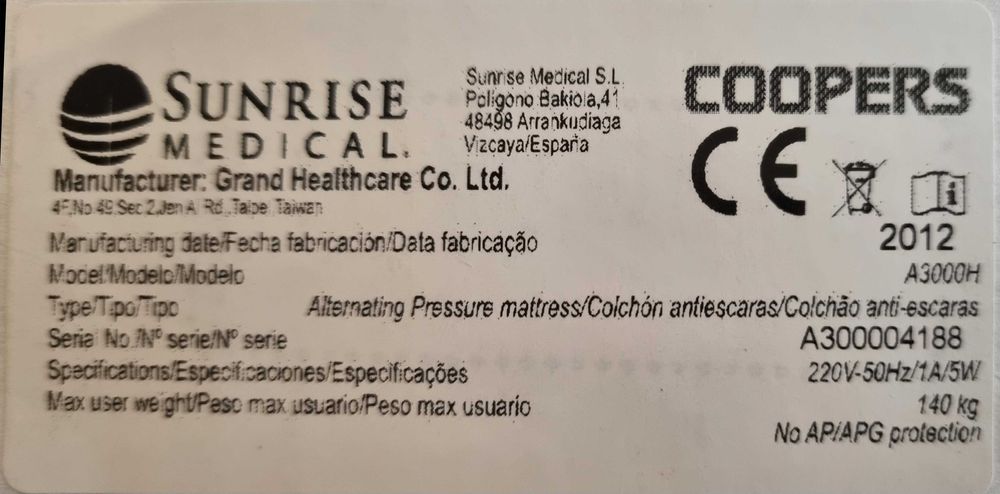 SUNRISE
MEDICAL.
Sunrise Medical S.L.
Poligono Bakiola,41
48498 Arrankudiaga
Vizcaya/España
COOPERS
CE
Manufacturer: Grand Healthcare Co. Ltd.
4F,No.49,Sec 2,Jen A. Rd.,Taipe, Taiwan
Manufacturing date/Fecha fabricación/Data fabricação
2012
Model/Modelo/Modelo
A3000H
Type/Tipo/Tipo
Alternating Pressure mattress/Colchón antiescaras/Colchão anti-escaras
Serial No./Nº serie/Nº serie
A300004188
Specifications/Especificaciones/Especificações
220V-50Hz/1A/5W
Max user weight/Peso max usuario/Peso max usuario
140 kg
No AP/APG protection